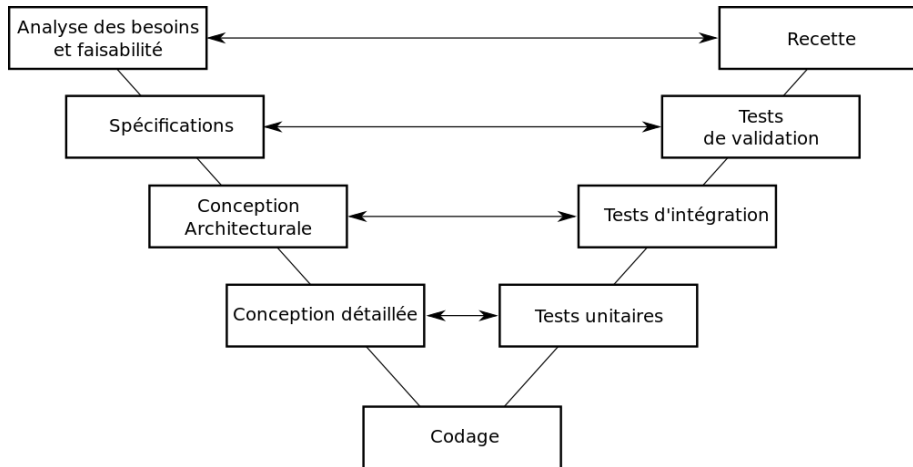 Analyse des besoins
et faisabilité
Recette
Spécifications
Tests
de validation
Conception
Architecturale
Tests d'intégration
Conception détaillée
Tests unitaires
Codage